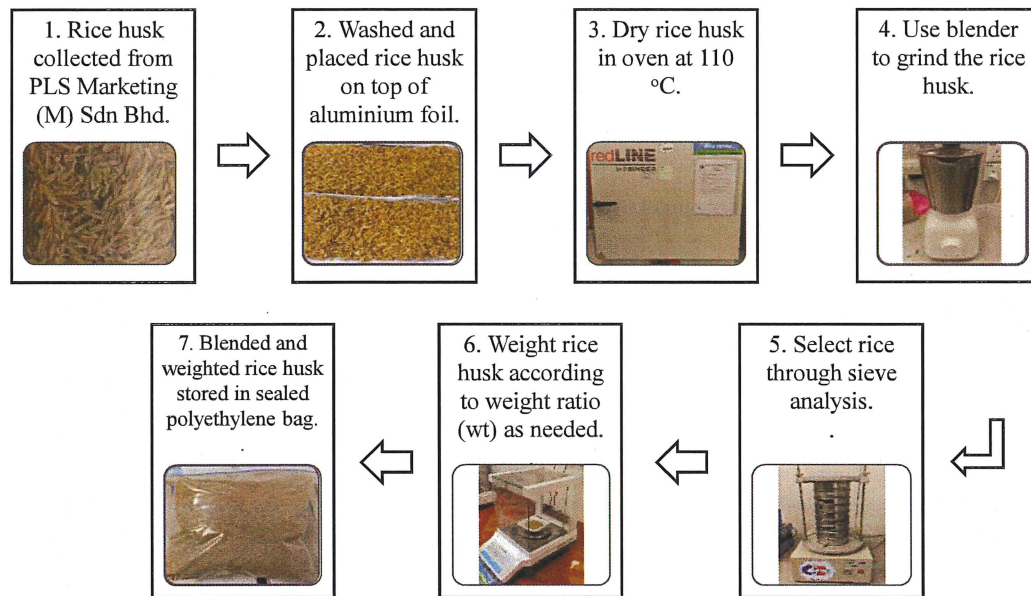 1. Rice husk
collected from
PLS Marketing
(M) Sdn Bhd.
2. Washed and
placed rice husk
on top of
aluminium foil.
3. Dry rice husk
in oven at 110
°C.
redLINE
by BINDER
4. Use blender
to grind the rice
husk.
5. Select rice
through sieve
analysis.
.
6. Weight rice
husk according
to weight ratio
(wt) as needed.
7. Blended and
weighted rice husk
stored in sealed
polyethylene bag.
.